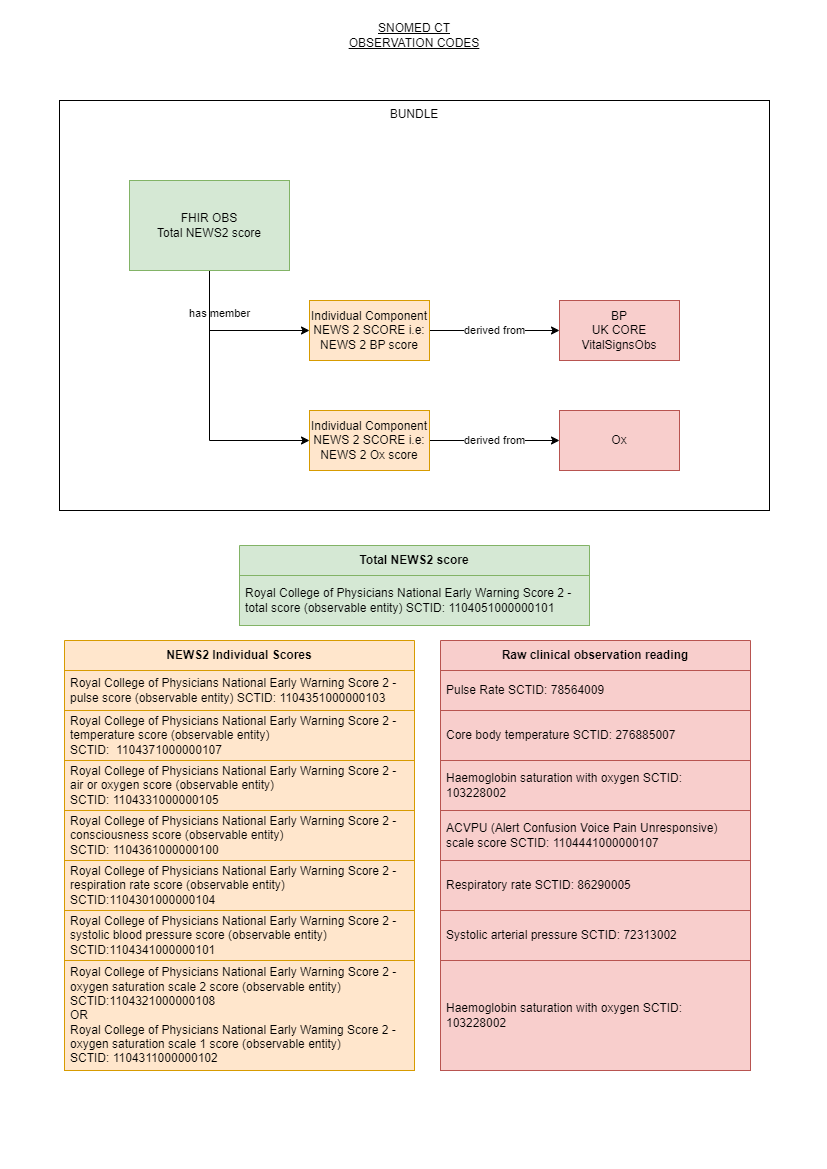 SNOMED CT
OBSERVATION CODES
BUNDLE
FHIR OBS
Total NEWS2 score
has member
Individual Component
NEWS 2 SCORE i.e:
NEWS 2 BP score
derived from
BP
UK CORE
VitalSignsObs
Individual Component
NEWS 2 SCORE i.e:
NEWS 2 Ox score
derived from
Ox
Total NEWS2 score
Royal College of Physicians National Early Warning Score 2 -
total score (observable entity) SCTID: 1104051000000101
NEWS2 Individual Scores
Royal College of Physicians National Early Warning Score 2 -
pulse score (observable entity) SCTID: 1104351000000103
Royal College of Physicians National Early Warning Score 2 -
temperature score (observable entity)
SCTID:  1104371000000107
Royal College of Physicians National Early Warning Score 2 -
air or oxygen score (observable entity)
SCTID: 1104331000000105
Royal College of Physicians National Early Warning Score 2 -
consciousness score (observable entity)
SCTID: 1104361000000100
Royal College of Physicians National Early Warning Score 2 -
respiration rate score (observable entity)
SCTID:1104301000000104
Royal College of Physicians National Early Warning Score 2 -
systolic blood pressure score (observable entity)
SCTID:1104341000000101
Royal College of Physicians National Early Warning Score 2 -
oxygen saturation scale 2 score (observable entity)
SCTID:1104321000000108
OR
Royal College of Physicians National Early Warning Score 2 -
oxygen saturation scale 1 score (observable entity)
SCTID: 1104311000000102
Raw clinical observation reading
Pulse Rate SCTID: 78564009
Core body temperature SCTID: 276885007
Haemoglobin saturation with oxygen SCTID:
103228002
ACVPU (Alert Confusion Voice Pain Unresponsive)
scale score SCTID: 1104441000000107
Respiratory rate SCTID: 86290005
Systolic arterial pressure SCTID: 72313002
Haemoglobin saturation with oxygen SCTID:
103228002